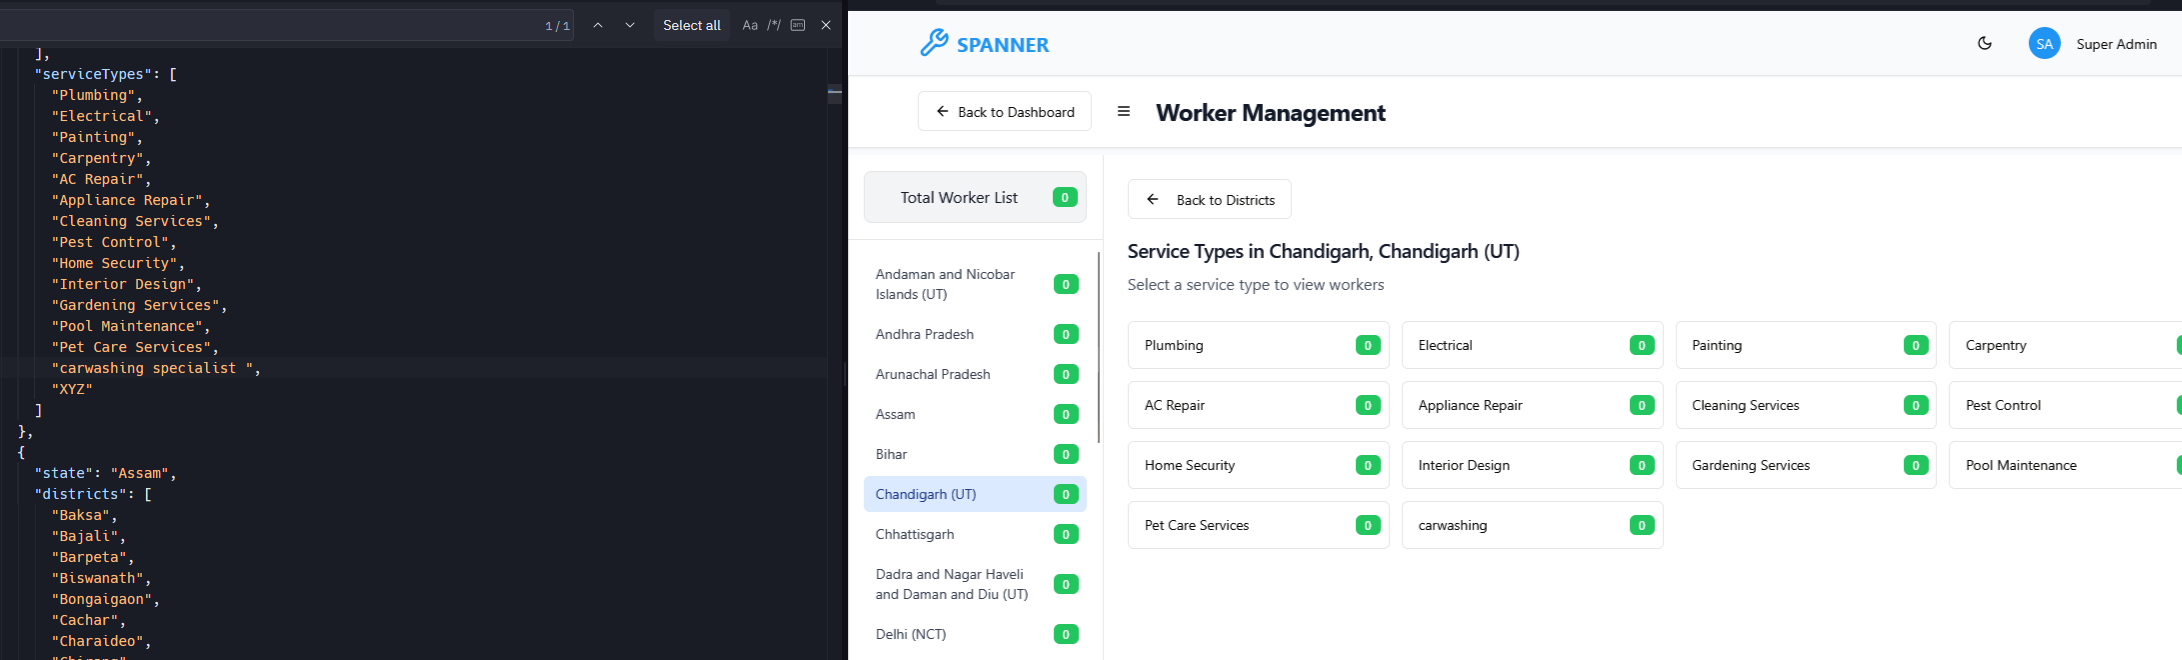 1/1
Select all
Aa /*/ am
],
"serviceTypes": [
"Plumbing",
"Electrical",
"Painting",
"Carpentry",
"AC Repair",
"Appliance Repair",
"Cleaning Services",
"Pest Control",
"Home Security",
"Interior Design",
"Gardening Services",
"Pool Maintenance",
"Pet Care Services",
"carwashing specialist ",
"XYZ"
]
},
{
"state": "Assam",
"districts": [
"Baksa",
"Bajali",
"Barpeta",
"Biswanath",
"Bongaigaon",
"Cachar",
"Charaideo",
SPANNER
SA Super Admin
Back to Dashboard
Worker Management
Total Worker List 0
Andaman and Nicobar
Islands (UT) 0
Andhra Pradesh 0
Arunachal Pradesh 0
Assam 0
Bihar 0
Chandigarh (UT) 0
Chhattisgarh 0
Dadra and Nagar Haveli
and Daman and Diu (UT) 0
Delhi (NCT) 0
Back to Districts
Service Types in Chandigarh, Chandigarh (UT)
Select a service type to view workers
Plumbing 0 Electrical 0 Painting 0 Carpentry
AC Repair 0 Appliance Repair 0 Cleaning Services 0 Pest Control
Home Security 0 Interior Design 0 Gardening Services 0 Pool Maintenance
Pet Care Services 0 carwashing 0